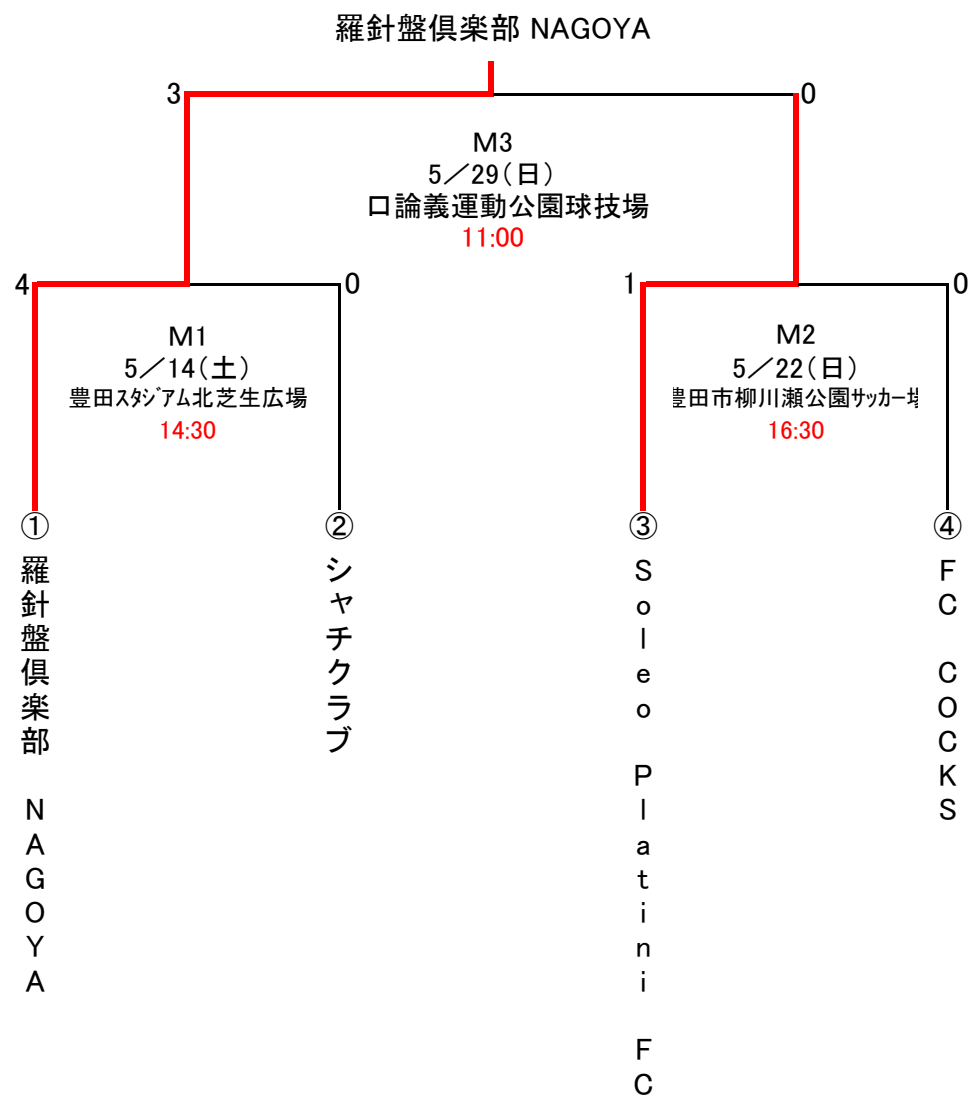 羅針盤倶楽部 NAGOYA
3
0
M3
5／29（日）
口論義運動公園球技場
11:00
4
0
1
0
M1
5／14（土）
豊田ｽﾀｼﾞｱﾑ北芝生広場
14:30
M2
5／22（日）
豊田市柳川瀬公園ｻｯｶｰ場
16:30
①
②
③
④
羅針盤倶楽部 NAGOYA
シャチクラブ
Soleo Platini FC
FC COCKS